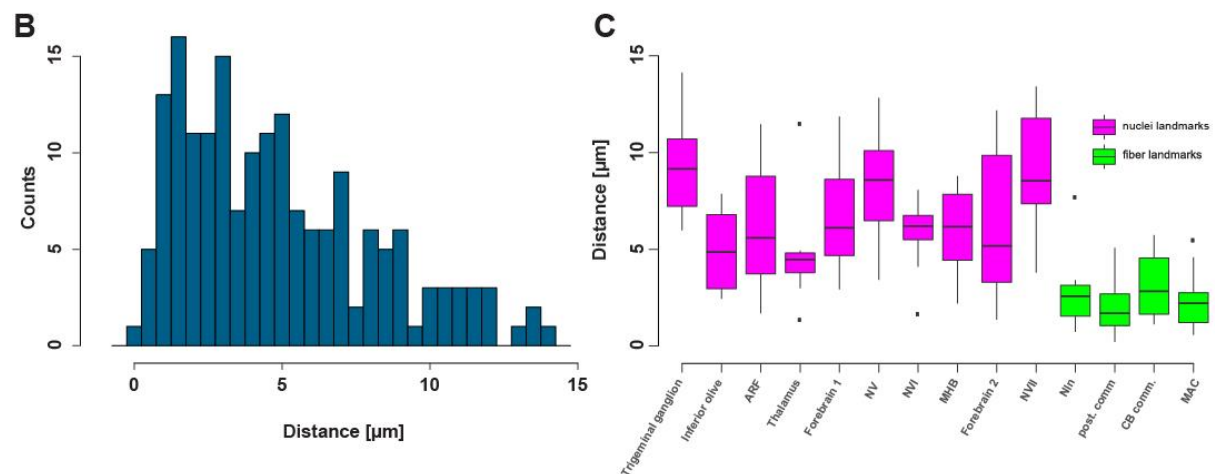 B
Counts
15
10
5
0
0
5
10
15
Distance [µm]
C
Distance [µm]
15
10
5
0
nuclei landmarks
fiber landmarks
Trigeminal ganglion
Inferior olive
ARF
Thalamus
Forebrain 1
NV
NVI
MHB
Forebrain 2
NVII
NIn
post. comm
CB comm.
MAC